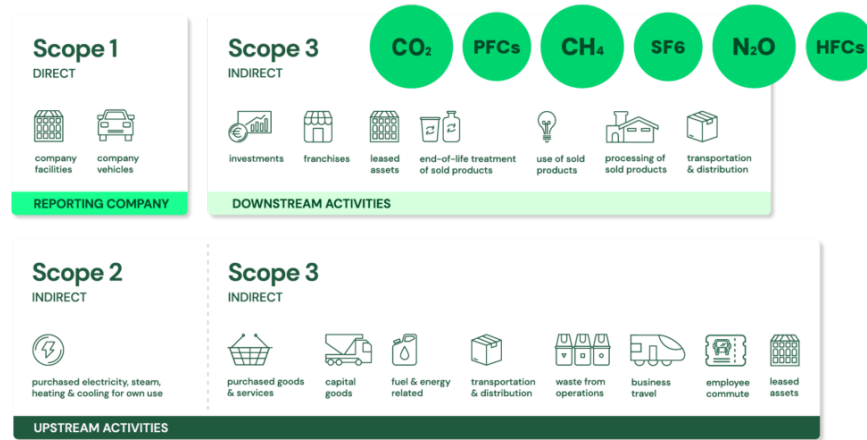 Scope 1
DIRECT
company
facilities
company
vehicles
REPORTING COMPANY
Scope 3
INDIRECT
CO₂
PFCs
CH₄
SF6
N₂O
HFCs
investments
franchises
leased
assets
end-of-life treatment
of sold products
use of sold
products
processing of
sold products
transportation
& distribution
DOWNSTREAM ACTIVITIES
Scope 2
INDIRECT
purchased electricity, steam,
heating & cooling for own use
Scope 3
INDIRECT
purchased goods
& services
capital
goods
fuel & energy
related
transportation
& distribution
waste from
operations
business
travel
employee
commute
leased
assets
UPSTREAM ACTIVITIES